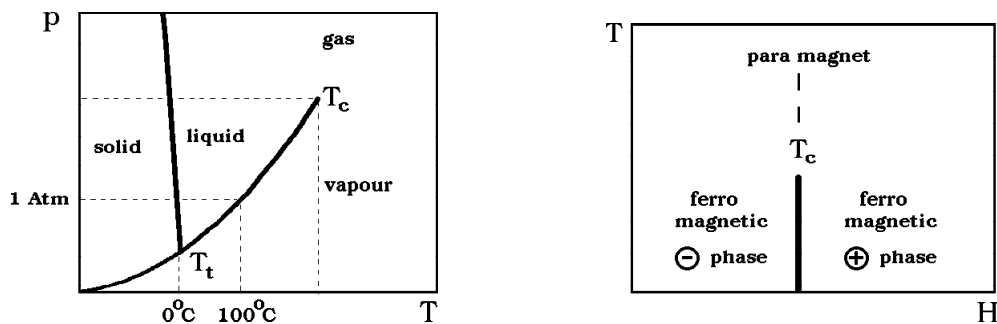 p
gas
T_c
solid
liquid
1 Atm
vapour
T_t
0°C
100°C
T
T
para magnet
T_c
ferro
magnetic
⊖ phase
ferro
magnetic
⊕ phase
H